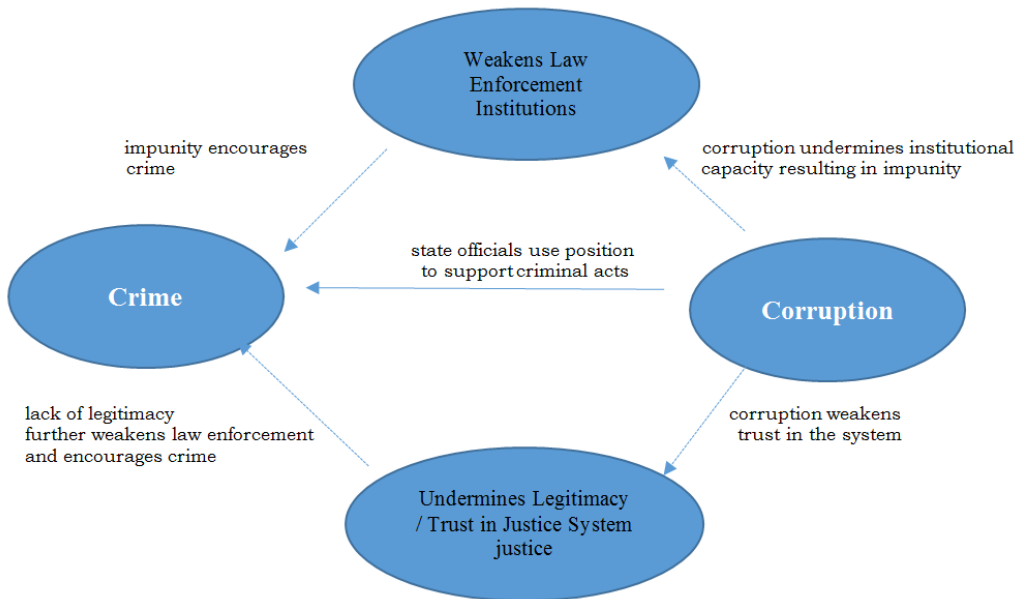 Weakens Law
Enforcement
Institutions
impunity encourages
crime
corruption undermines institutional
capacity resulting in impunity
state officials use position
to support criminal acts
Crime
Corruption
lack of legitimacy
further weakens law enforcement
and encourages crime
corruption weakens
trust in the system
Undermines Legitimacy
/ Trust in Justice System
justice